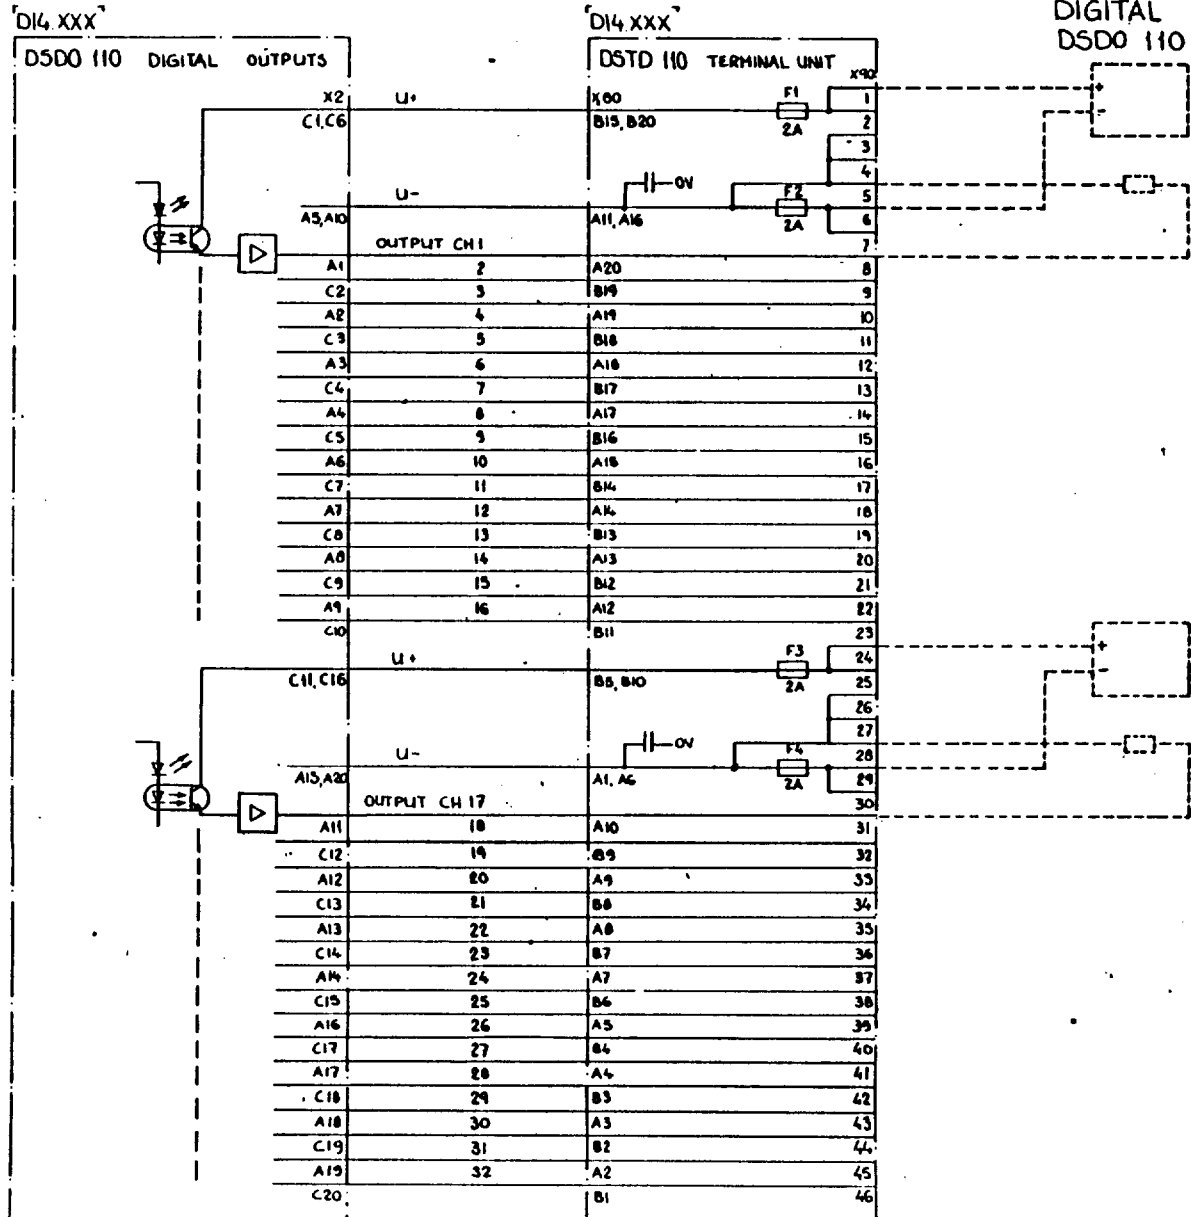 DI4.XXX DI4.XXX DIGITAL
DSDO 110 DIGITAL OUTPUTS DSTD 110 TERMINAL UNIT DSDO 110
X90
X2 U+ X80 F1 1 +
C1,C6 B15, B20 2A 2 -
3
4
U- 0V F2 5
A5,A10 A11, A16 2A 6
OUTPUT CH 1 7
A1 2 A20 8
C2 3 B19 9
A2 4 A19 10
C3 5 B18 11
A3 6 A18 12
C4 7 B17 13
A4 8 A17 14
C5 9 B16 15
A6 10 A15 16
C7 11 B14 17
A7 12 A14 18
C8 13 B13 19
A8 14 A13 20
C9 15 B12 21
A9 16 A12 22
C10 B11 23
U+ F3 24 +
C11, C16 B5, B10 2A 25 -
26
27
U- 0V F4 28
A15,A20 A1, A6 2A 29
OUTPUT CH 17 30
A11 18 A10 31
C12 19 B9 32
A12 20 A9 33
C13 21 B8 34
A13 22 A8 35
C14 23 B7 36
A14 24 A7 37
C15 25 B6 38
A16 26 A5 39
C17 27 B4 40
A17 28 A4 41
C18 29 B3 42
A18 30 A3 43
C19 31 B2 44
A19 32 A2 45
C20 B1 46